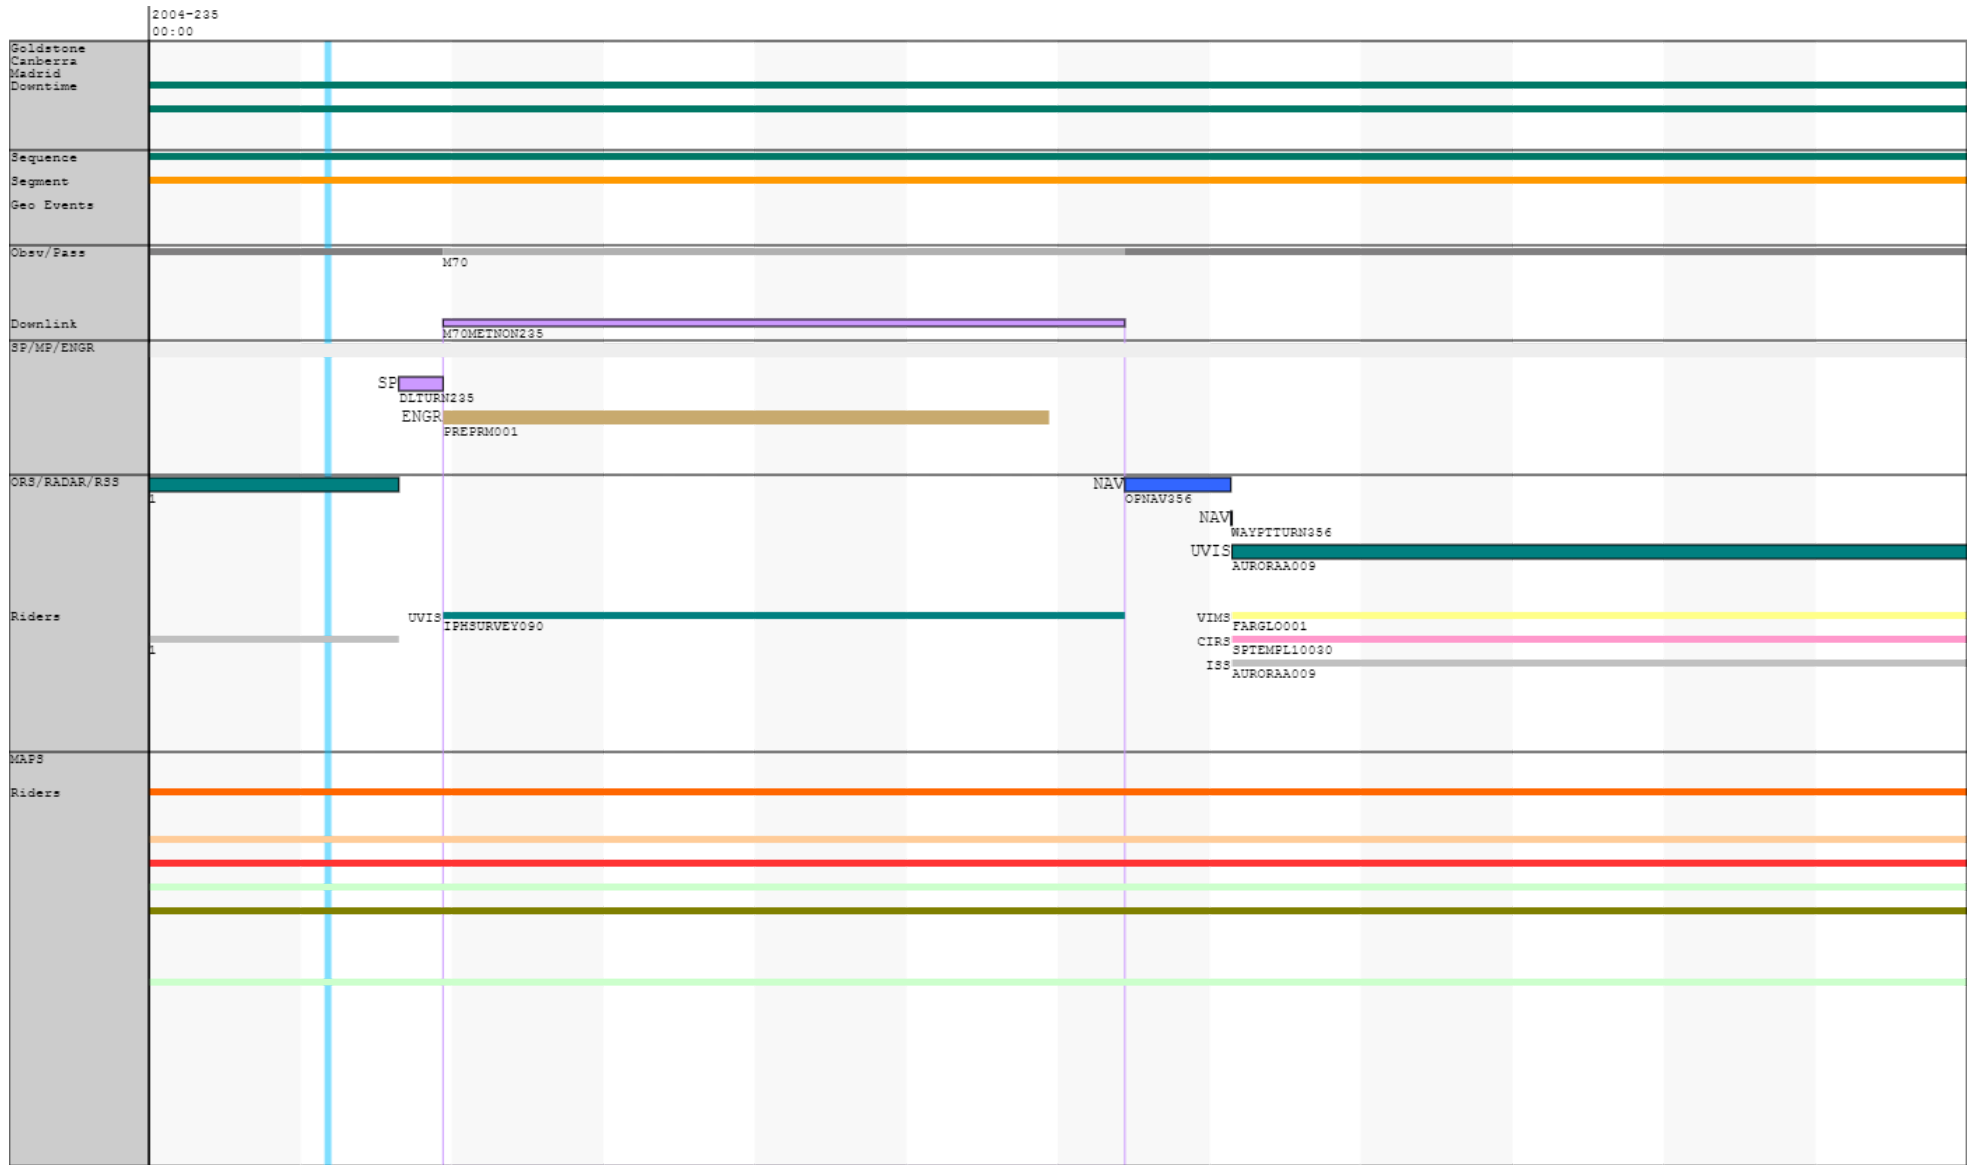 2004-235
00:00
Goldstone
Canberra
Madrid
Downtime
Sequence
Segment
Geo Events
Obsv/Pass
M70
Downlink
M70METNON235
SP/MP/ENGR
SP
DLTURN235
ENGR
PREPRM001
ORS/RADAR/RSS
1
NAV
OPNAV356
NAV
WAYPTTURN356
UVIS
AURORAA009
Riders
UVIS
IPHSURVEY090
VIMS
FARGLO001
1
CIRS
SPTEMPL10030
ISS
AURORAA009
MAPS
Riders